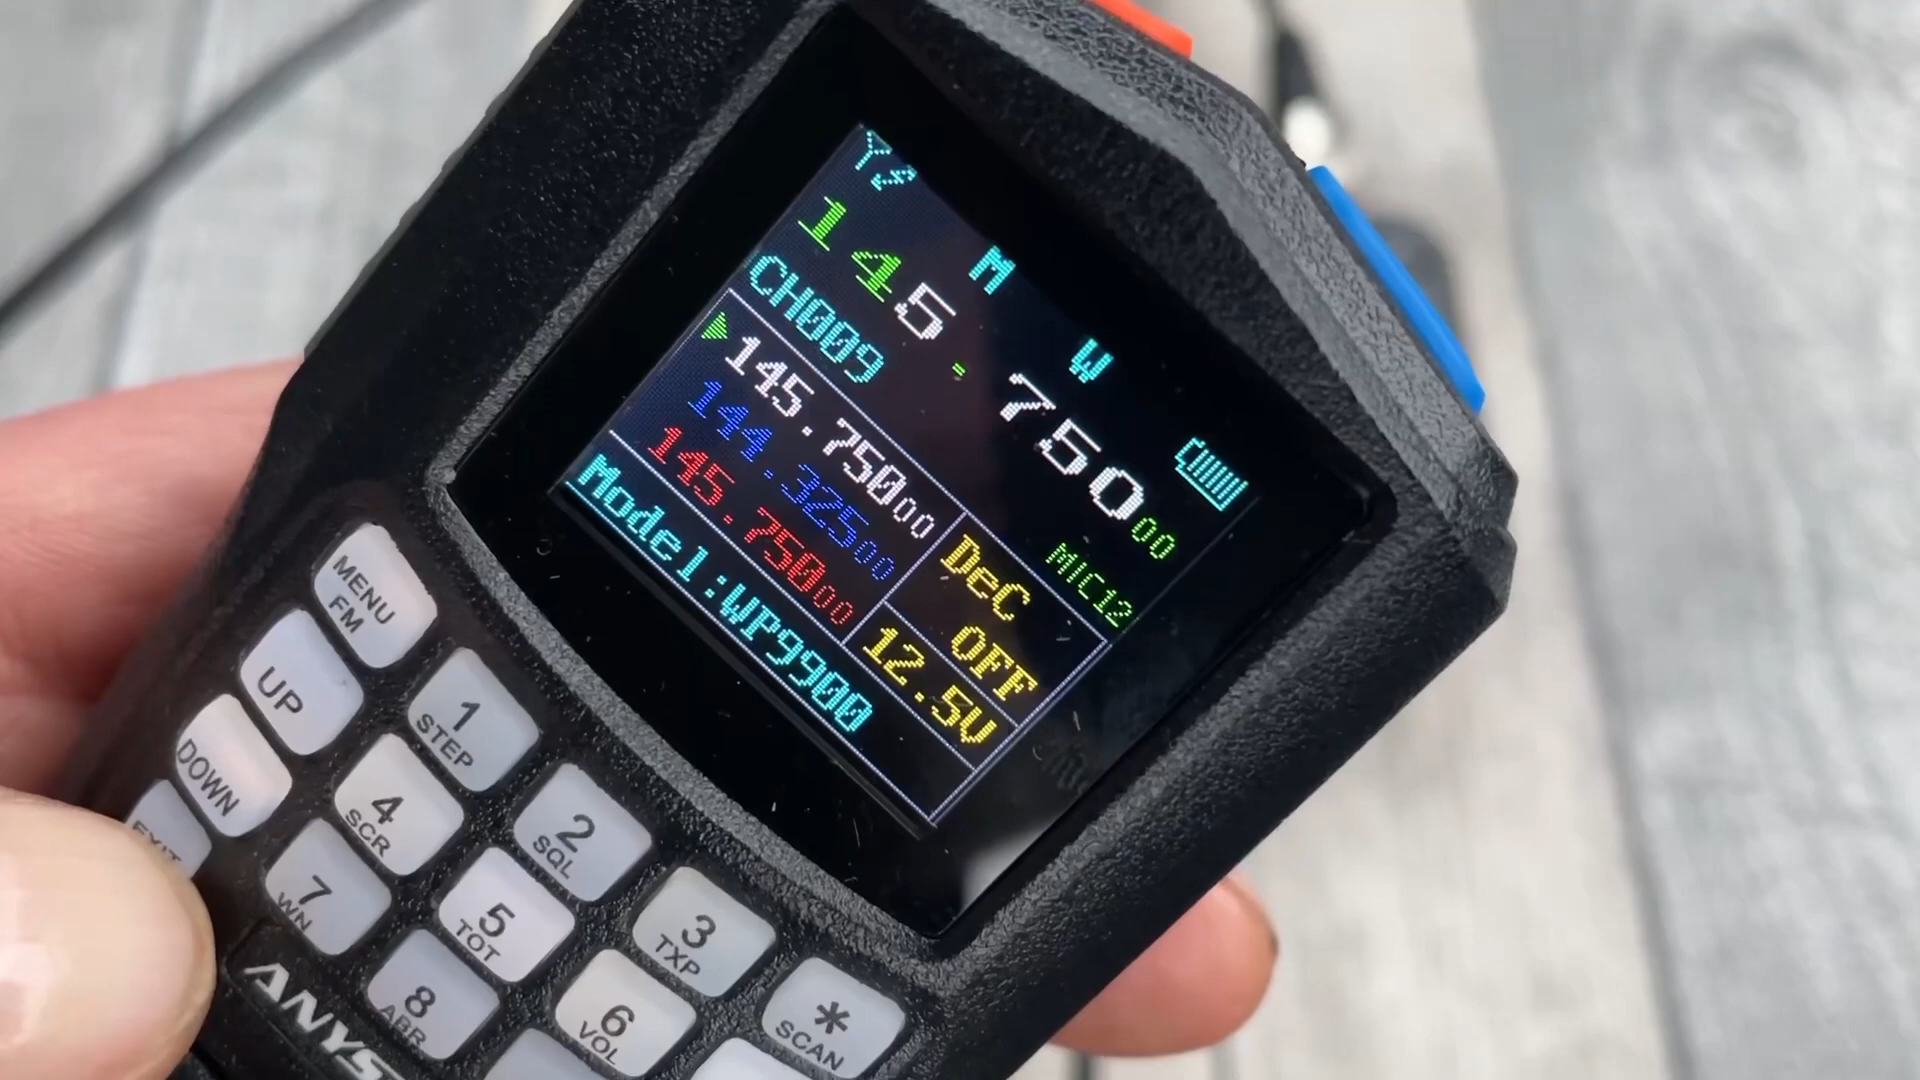 M W
145.75000
CH009 MIC12
145.75000 DeC
144.32500 OFF
145.75000 12.5V
Model:WP9900
MENU
FM
UP
DOWN
EXIT
1
STEP
2
SQL
3
TXP
*
SCAN
4
SCR
5
TOT
6
VOL
7
WN
8
ABR